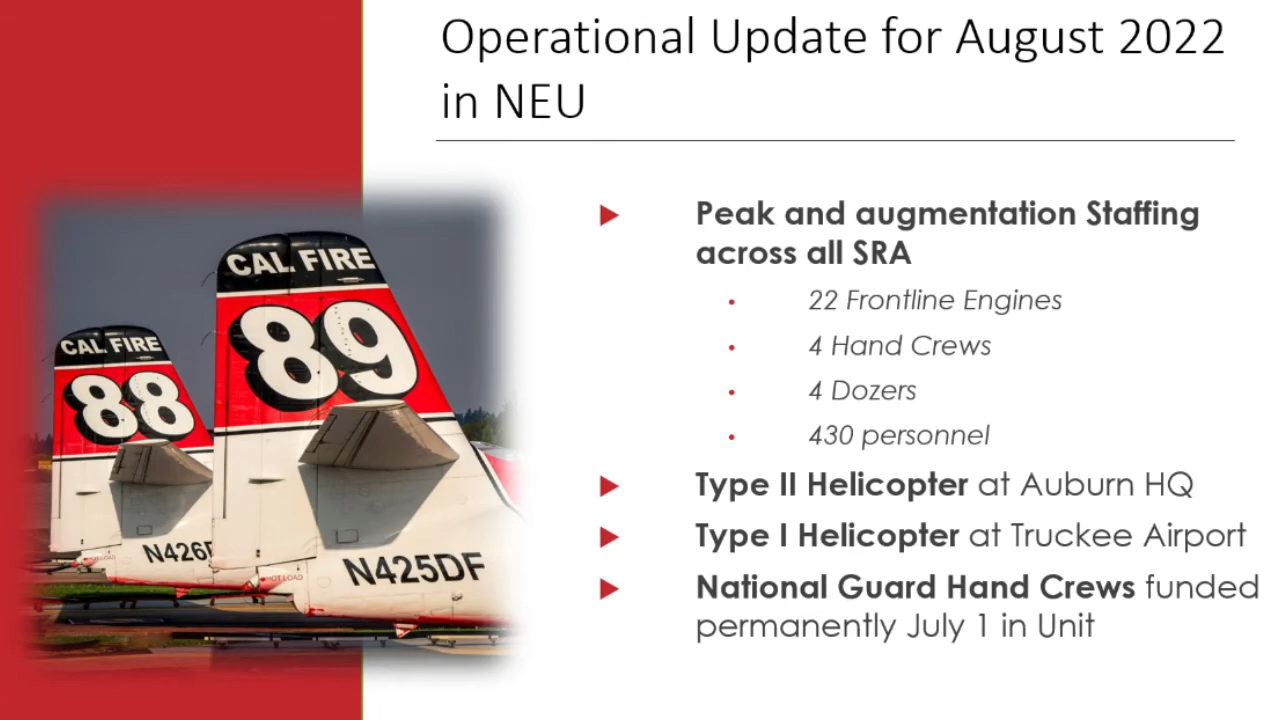 Operational Update for August 2022
in NEU
Peak and augmentation Staffing
across all SRA
22 Frontline Engines
4 Hand Crews
4 Dozers
430 personnel
Type II Helicopter at Auburn HQ
Type I Helicopter at Truckee Airport
National Guard Hand Crews funded
permanently July 1 in Unit
CAL FIRE
89
CAL FIRE
88
N426
N425DF